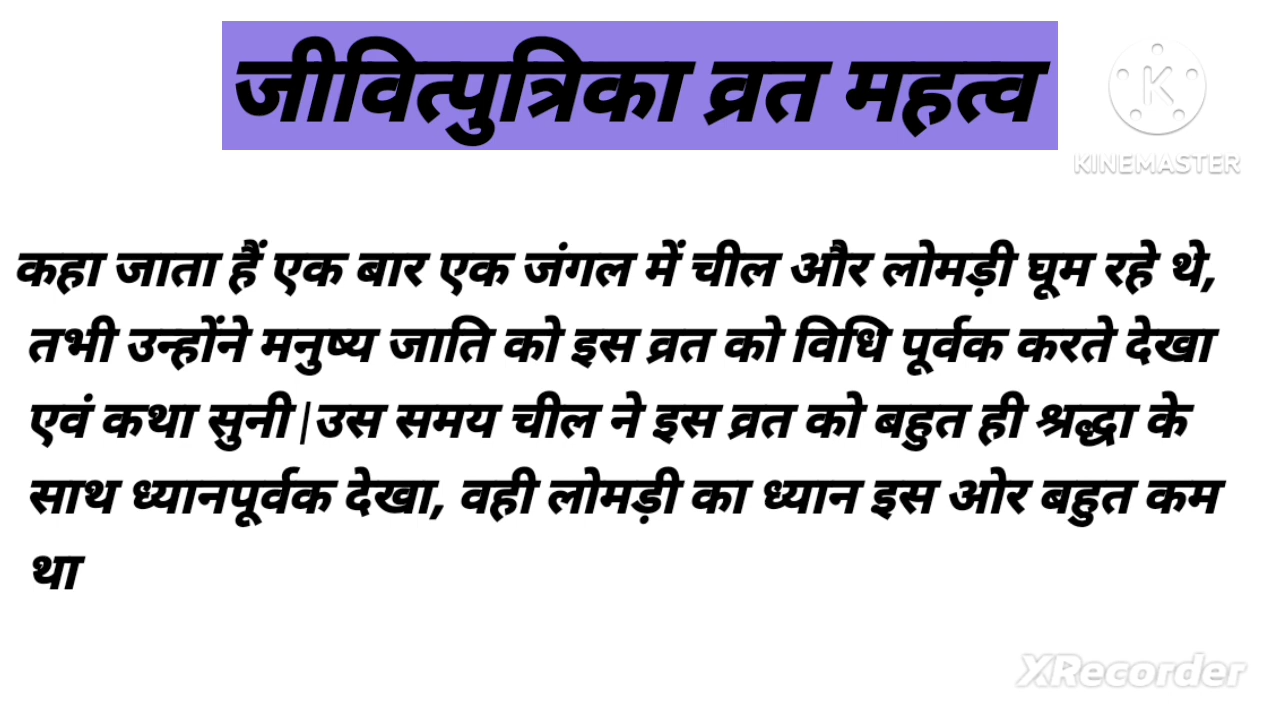 जीवित्पुत्रिका व्रत महत्व
K
KINEMASTER
कहा जाता हैं एक बार एक जंगल में चील और लोमड़ी घूम रहे थे,
तभी उन्होंने मनुष्य जाति को इस व्रत को विधि पूर्वक करते देखा
एवं कथा सुनी|उस समय चील ने इस व्रत को बहुत ही श्रद्धा के
साथ ध्यानपूर्वक देखा, वही लोमड़ी का ध्यान इस ओर बहुत कम
था
XRecorder